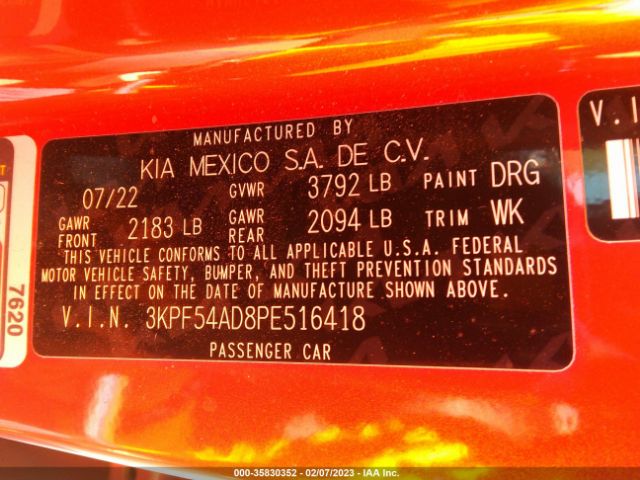 MANUFACTURED BY
KIA MEXICO S.A. DE C.V.
07/22 GVWR 3792 LB PAINT DRG
GAWR FRONT 2183 LB GAWR REAR 2094 LB TRIM WK
THIS VEHICLE CONFORMS TO ALL APPLICABLE U.S.A. FEDERAL
MOTOR VEHICLE SAFETY, BUMPER, AND THEFT PREVENTION STANDARDS
IN EFFECT ON THE DATE OF MANUFACTURE SHOWN ABOVE.
V.I.N. 3KPF54AD8PE516418
PASSENGER CAR
7620
V.I
000-35830352 - 02/07/2023 - IAA Inc.